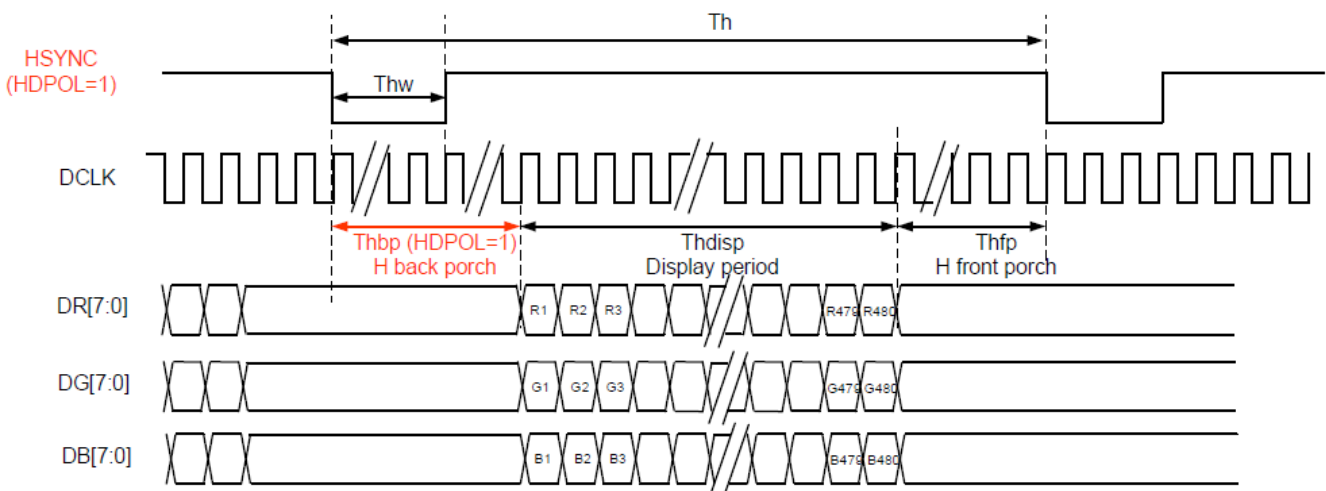 Th
HSYNC
(HDPOL=1)
Thw
DCLK
Thbp (HDPOL=1)
H back porch
Thdisp
Display period
Thfp
H front porch
DR[7:0]
R1 R2 R3 R479 R480
DG[7:0]
G1 G2 G3 G479 G480
DB[7:0]
B1 B2 B3 B479 B480